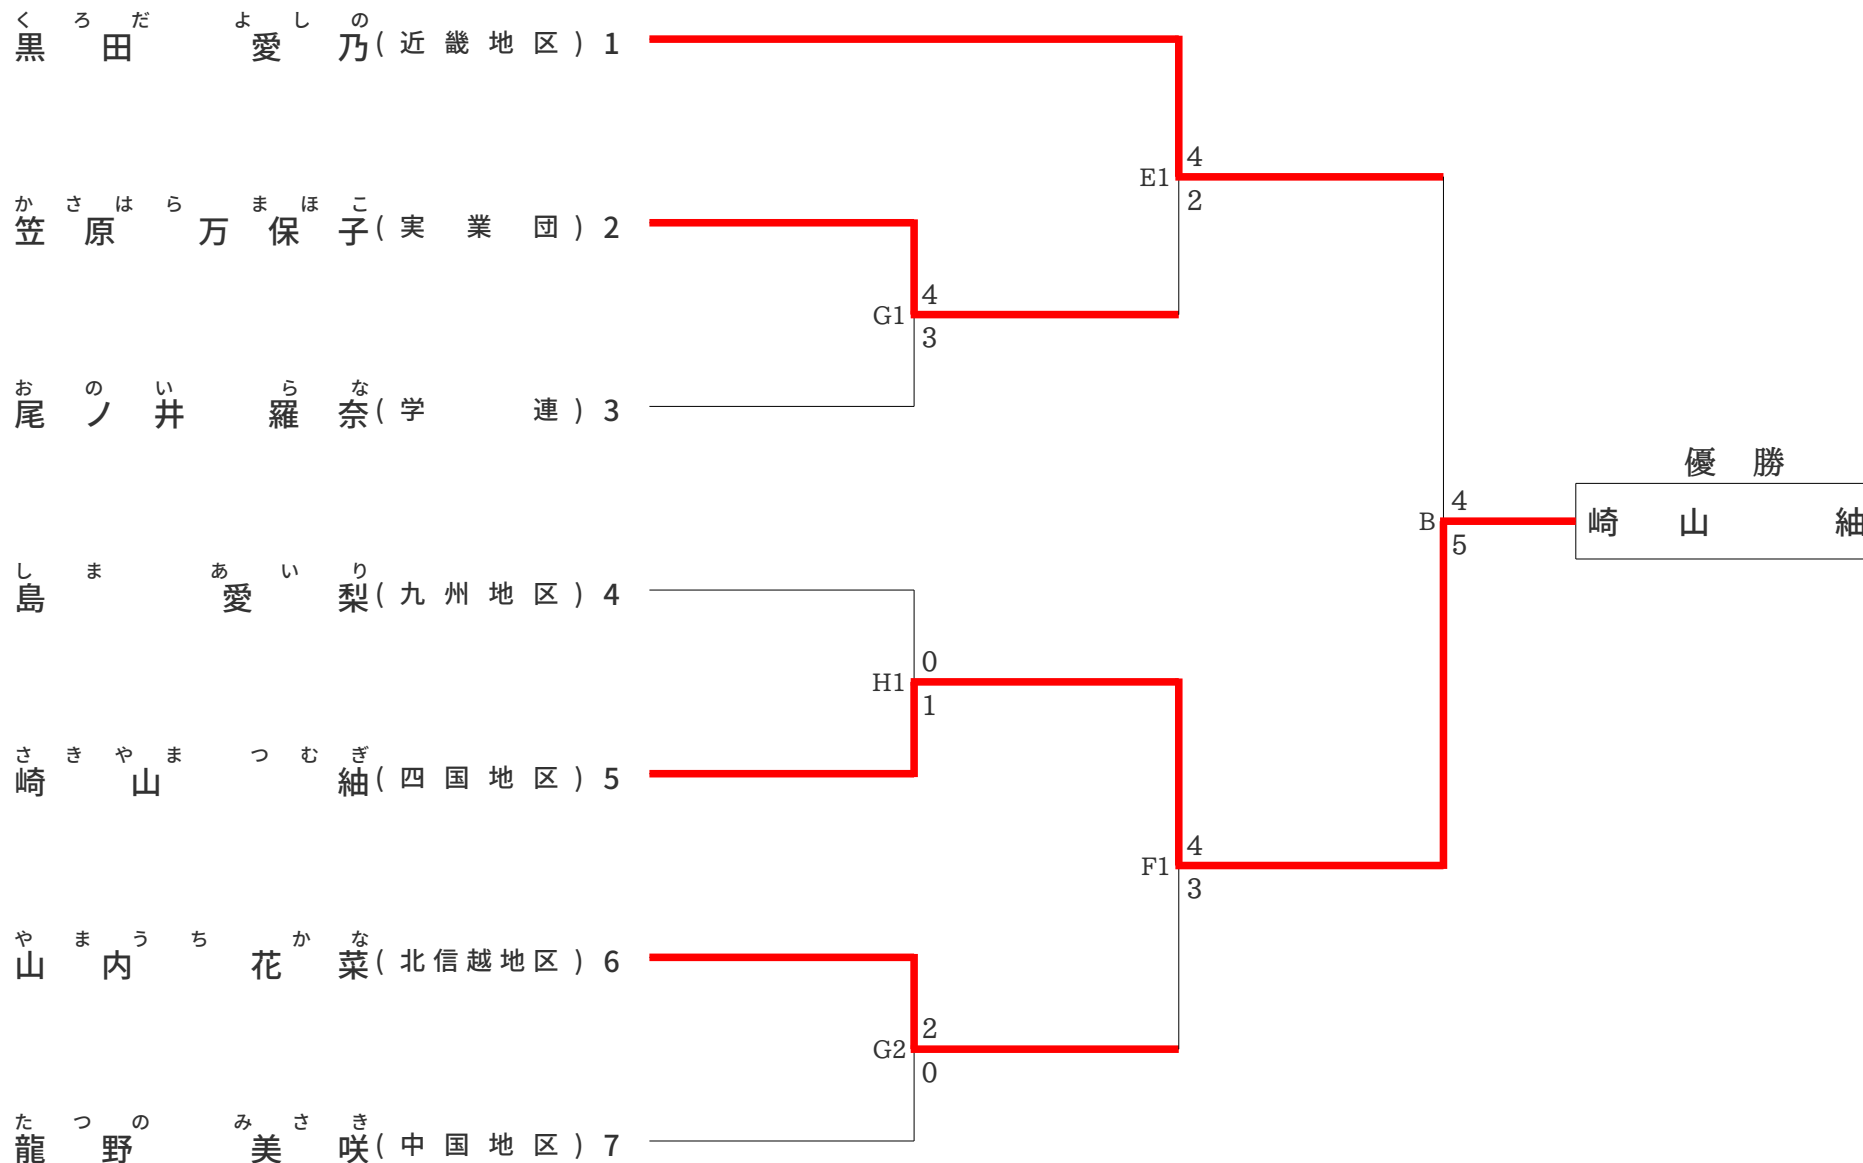 くろだ よしの
黒田 愛乃(近畿地区) 1
4
E1
2
かさはら まほこ
笠原 万保子(実業団) 2
4
G1
3
おのい らな
尾ノ井 羅奈(学連) 3
優勝
4
崎山 紬
B
5
しま あいり
島 愛梨(九州地区) 4
0
H1
1
さきやま つむぎ
崎山 紬(四国地区) 5
4
F1
3
やまうち かな
山内 花菜(北信越地区) 6
2
G2
0
たつの みさき
龍野 美咲(中国地区) 7